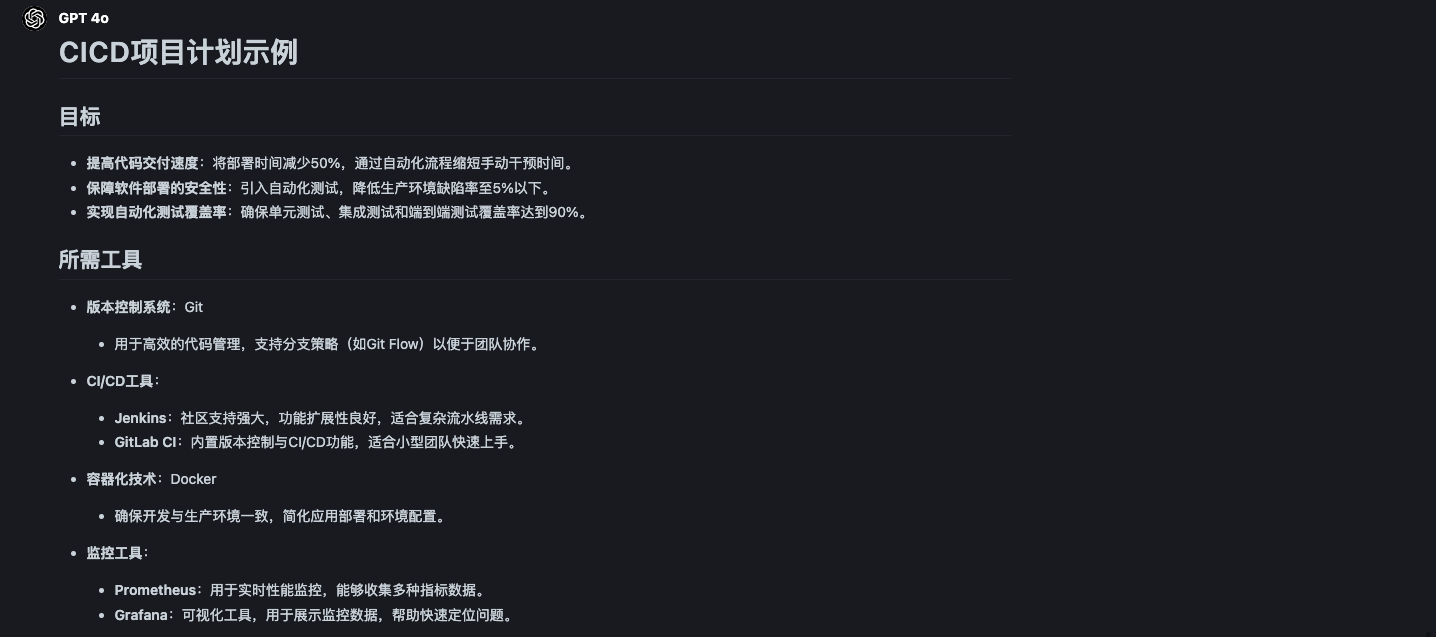 GPT 4o
CICD项目计划示例
目标
提高代码交付速度：将部署时间减少50%，通过自动化流程缩短手动干预时间。
保障软件部署的安全性：引入自动化测试，降低生产环境缺陷率至5%以下。
实现自动化测试覆盖率：确保单元测试、集成测试和端到端测试覆盖率达到90%。
所需工具
版本控制系统：Git
用于高效的代码管理，支持分支策略（如Git Flow）以便于团队协作。
CI/CD工具：
Jenkins：社区支持强大，功能扩展性良好，适合复杂流水线需求。
GitLab CI：内置版本控制与CI/CD功能，适合小型团队快速上手。
容器化技术：Docker
确保开发与生产环境一致，简化应用部署和环境配置。
监控工具：
Prometheus：用于实时性能监控，能够收集多种指标数据。
Grafana：可视化工具，用于展示监控数据，帮助快速定位问题。